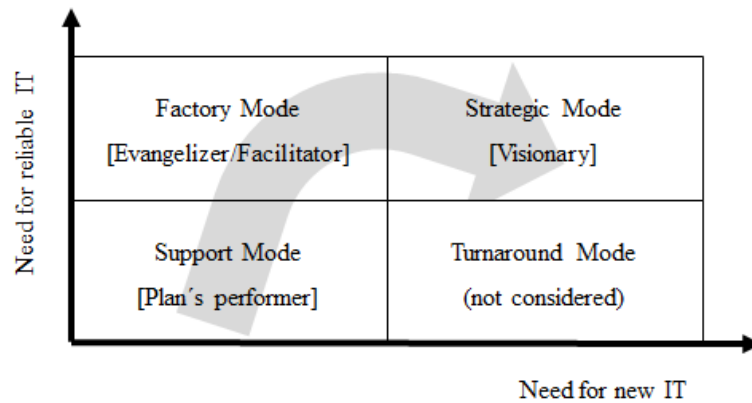 Need for reliable IT
Factory Mode
[Evangelizer/Facilitator]
Strategic Mode
[Visionary]
Support Mode
[Plan´s performer]
Turnaround Mode
(not considered)
Need for new IT